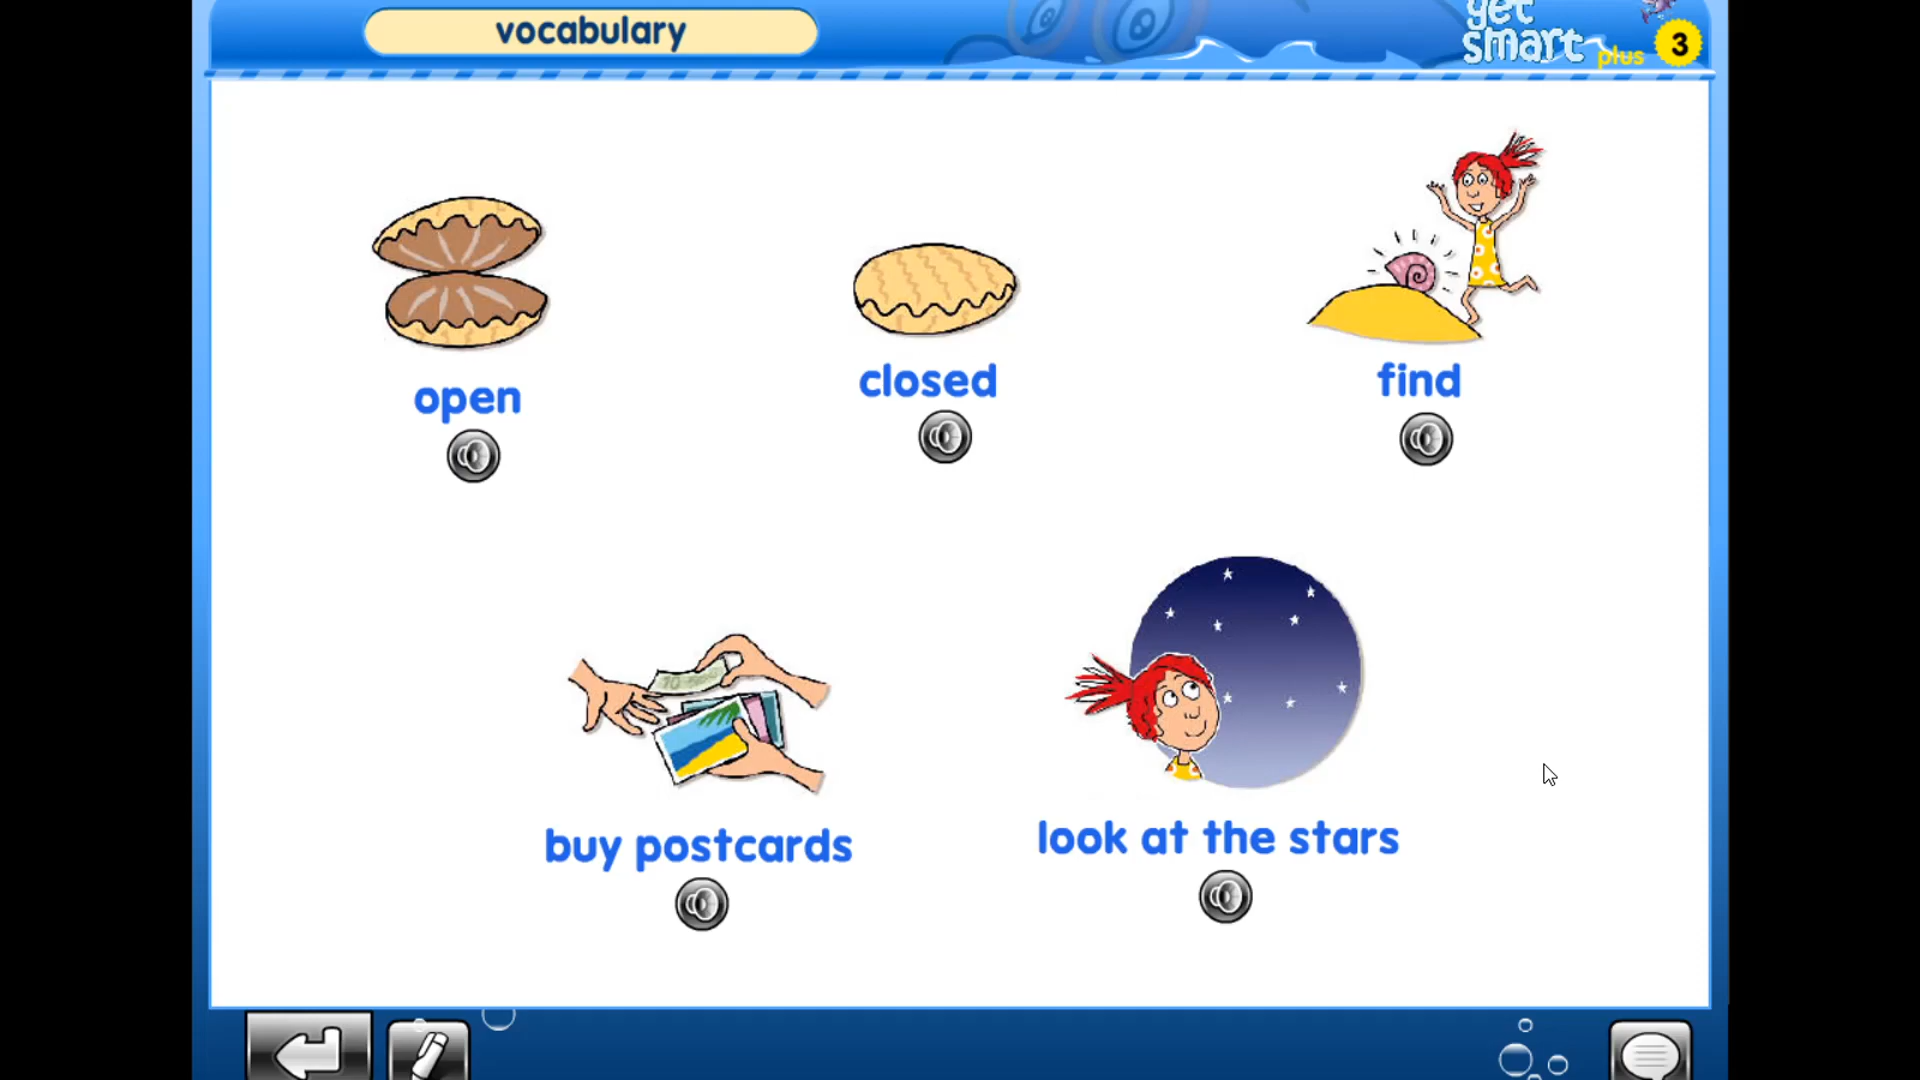 vocabulary
get
smart
plus
3
open
closed
find
buy postcards
look at the stars